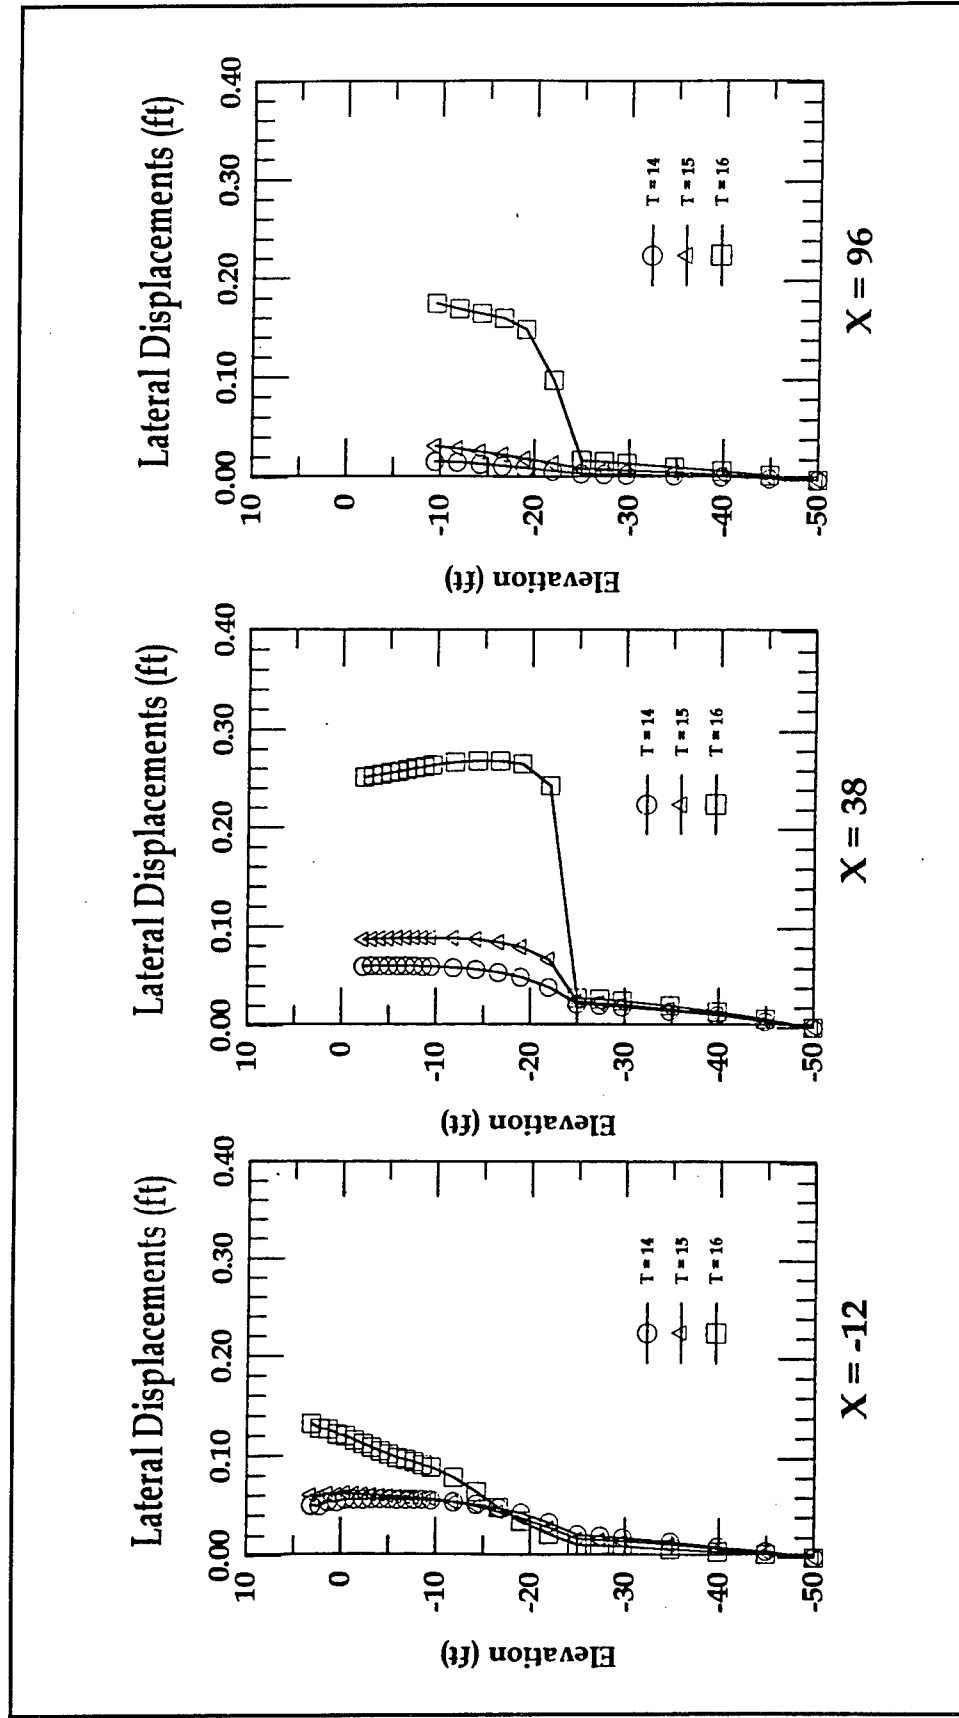 Lateral Displacements (ft)
0.00 0.10 0.20 0.30 0.40
Elevation (ft)
10
0
-10
-20
-30
-40
-50
T = 14
T = 15
T = 16
X = -12
Lateral Displacements (ft)
0.00 0.10 0.20 0.30 0.40
Elevation (ft)
10
0
-10
-20
-30
-40
-50
T = 14
T = 15
T = 16
X = 38
Lateral Displacements (ft)
0.00 0.10 0.20 0.30 0.40
Elevation (ft)
10
0
-10
-20
-30
-40
-50
T = 14
T = 15
T = 16
X = 96